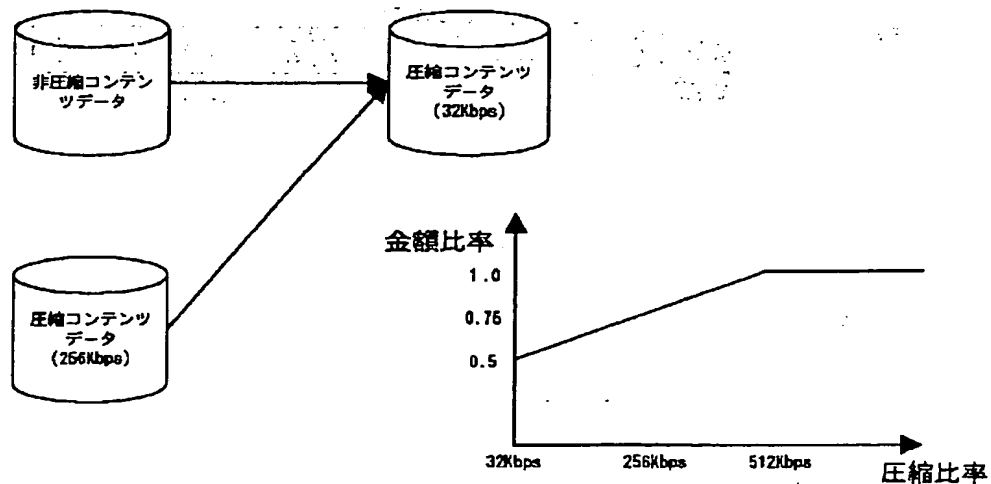 非圧縮コンテン
ツデータ
圧縮コンテンツ
データ
(32Kbps)
圧縮コンテンツ
データ
(256Kbps)
金額比率
1.0
0.75
0.5
32Kbps
256Kbps
512Kbps
圧縮比率